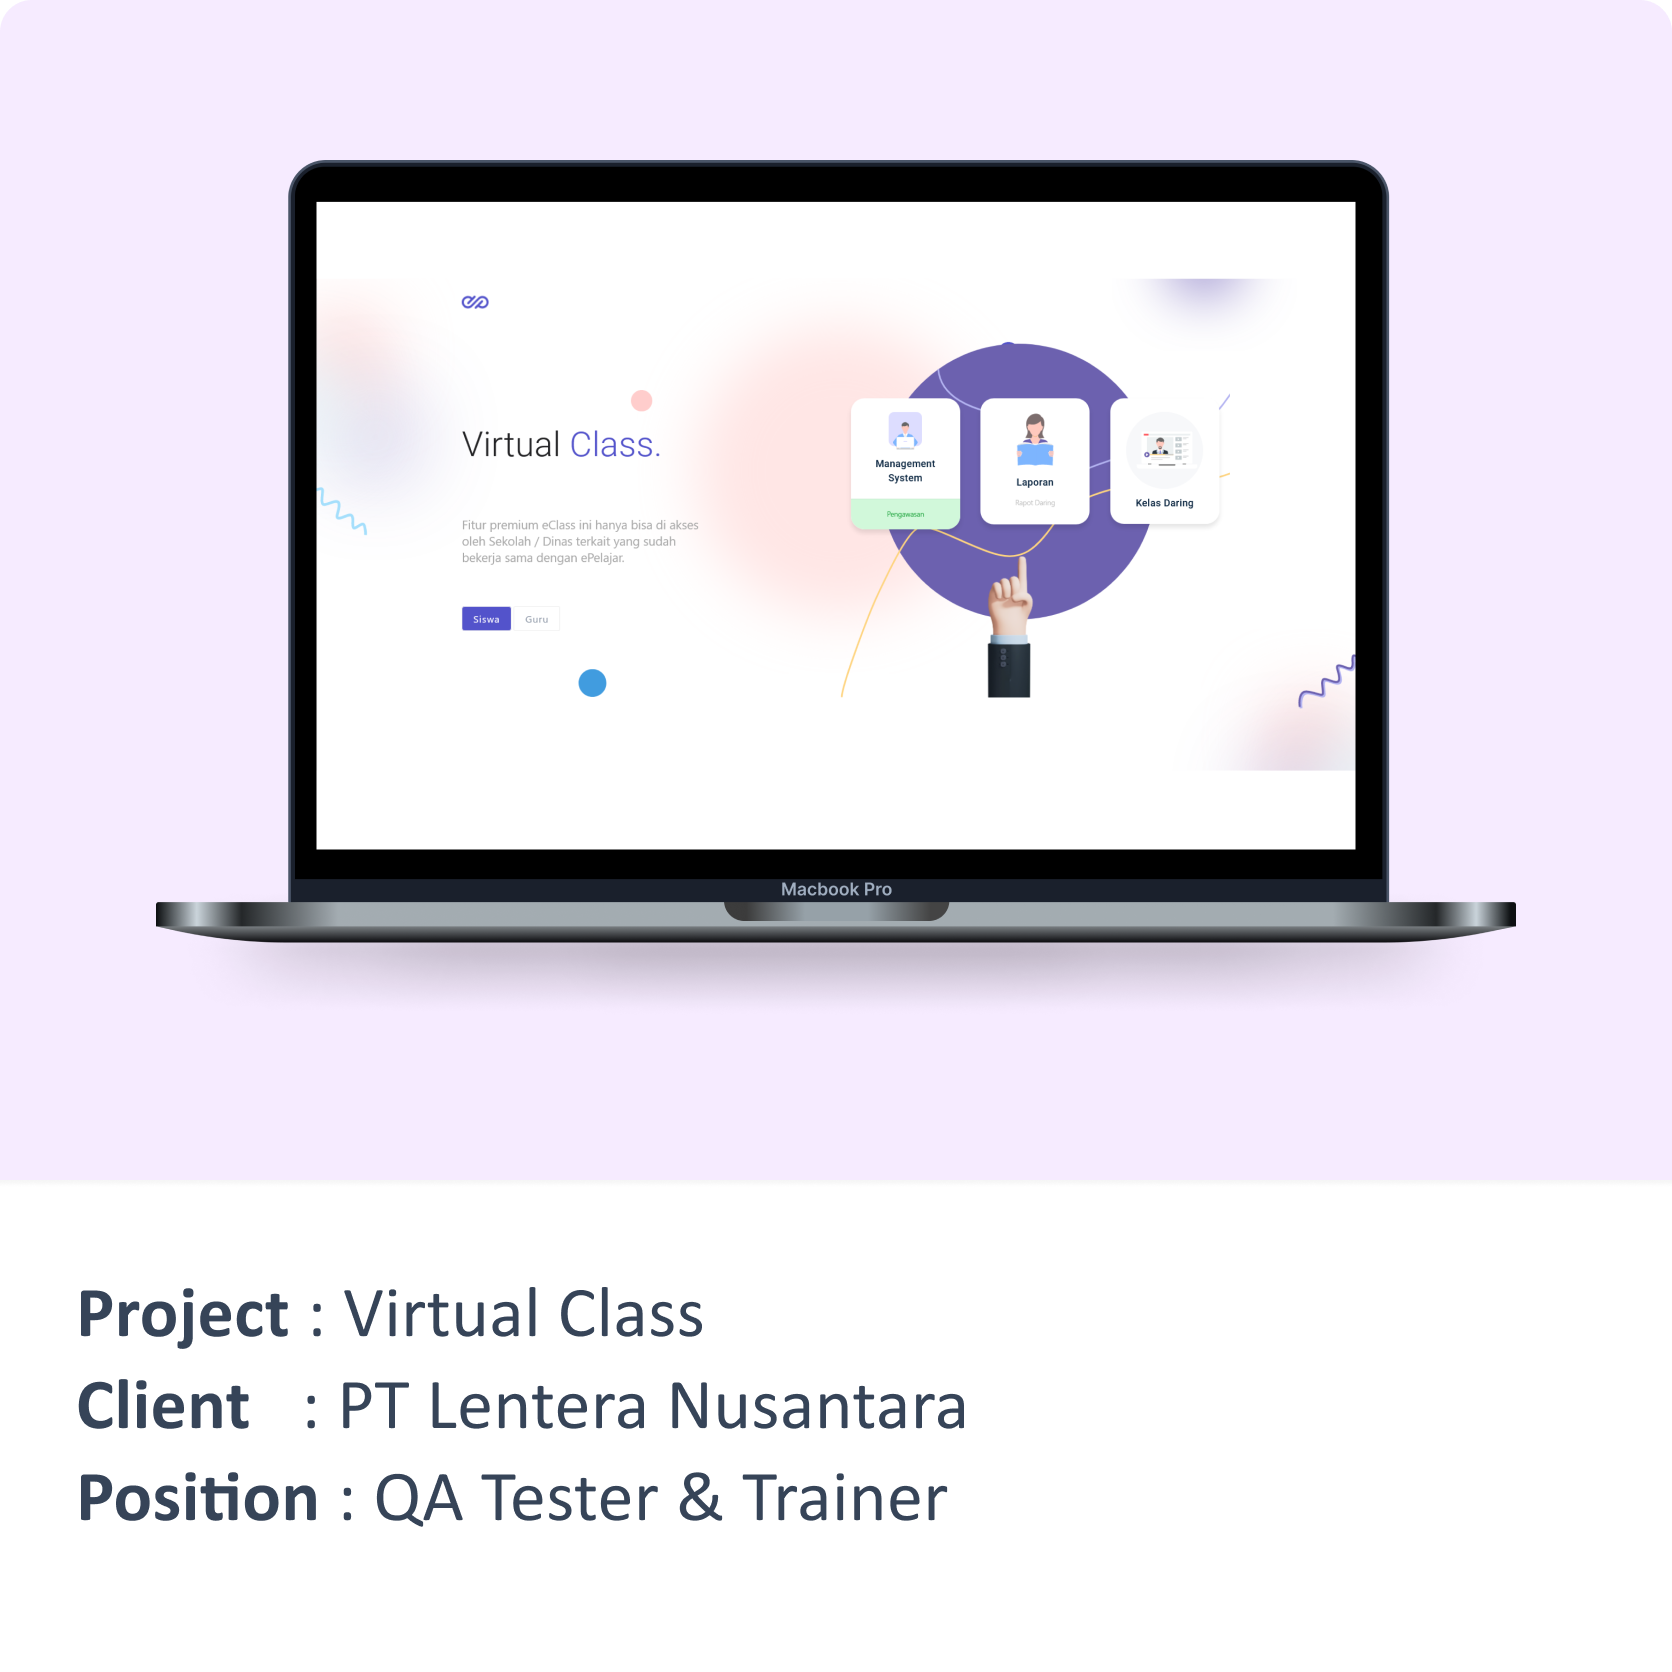 Virtual Class.
Fitur premium eClass ini hanya bisa di akses
oleh Sekolah / Dinas terkait yang sudah
bekerja sama dengan ePelajar.
Siswa
Guru
Management
System
Pengawasan
Laporan
Rapot Daring
Kelas Daring
Macbook Pro
Project : Virtual Class
Client : PT Lentera Nusantara
Position : QA Tester & Trainer